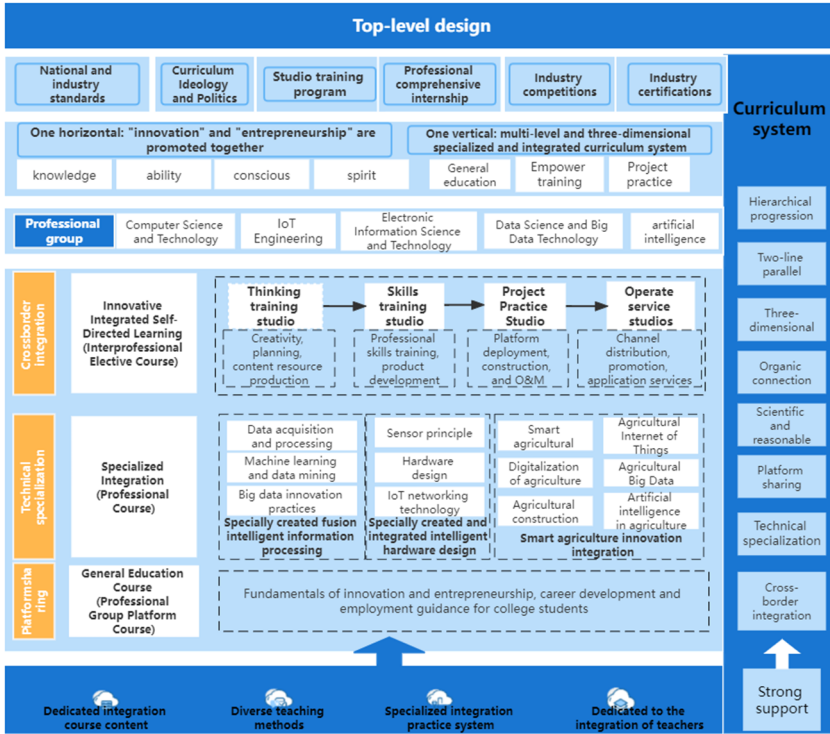 Top-level design
National and
industry
standards
Curriculum
Ideology
and Politics
Studio training
program
Professional
comprehensive
internship
Industry
competitions
Industry
certifications
One horizontal: "innovation" and "entrepreneurship" are
promoted together
knowledge
ability
conscious
spirit
One vertical: multi-level and three-dimensional
specialized and integrated curriculum system
General
education
Empower
training
Project
practice
Professional
group
Computer Science
and Technology
IoT
Engineering
Electronic
Information Science
and Technology
Data Science and Big
Data Technology
artificial
intelligence
Crossborder
integration
Innovative
Integrated Self-
Directed Learning
(Interprofessional
Elective Course)
Thinking
training
studio
Skills
training
studio
Project
Practice
Studio
Operate
service
studios
Creativity,
planning,
content resource
production
Professional
skills training,
product
development
Platform
deployment,
construction,
and O&M
Channel
distribution,
promotion,
application services
Technical
specialization
Specialized
Integration
(Professional
Course)
Data acquisition
and processing
Machine learning
and data mining
Big data innovation
practices
Specially created fusion
intelligent information
processing
Sensor principle
Hardware
design
IoT networking
technology
Specially created and
integrated intelligent
hardware design
Smart
agricultural
Digitalization
of agriculture
Agricultural
construction
Agricultural
Internet of
Things
Agricultural
Big Data
Artificial
intelligence
in agriculture
Smart agriculture innovation
integration
Platformsha
ring
General Education
Course
(Professional
Group Platform
Course)
Fundamentals of innovation and entrepreneurship, career development and
employment guidance for college students
Dedicated integration
course content
Diverse teaching
methods
Specialized integration
practice system
Dedicated to the
integration of teachers
Curriculum
system
Hierarchical
progression
Two-line
parallel
Three-
dimensional
Organic
connection
Scientific
and
reasonable
Platform
sharing
Technical
specialization
Cross-
border
integration
Strong
support